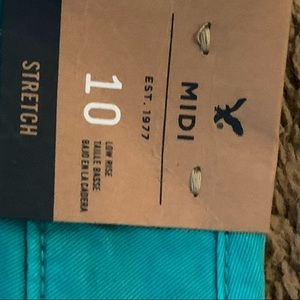 MIDI
EST. 1977
10
LOW RISE
TAILLE BASSE
BAJO EN LA CADERA
STRETCH